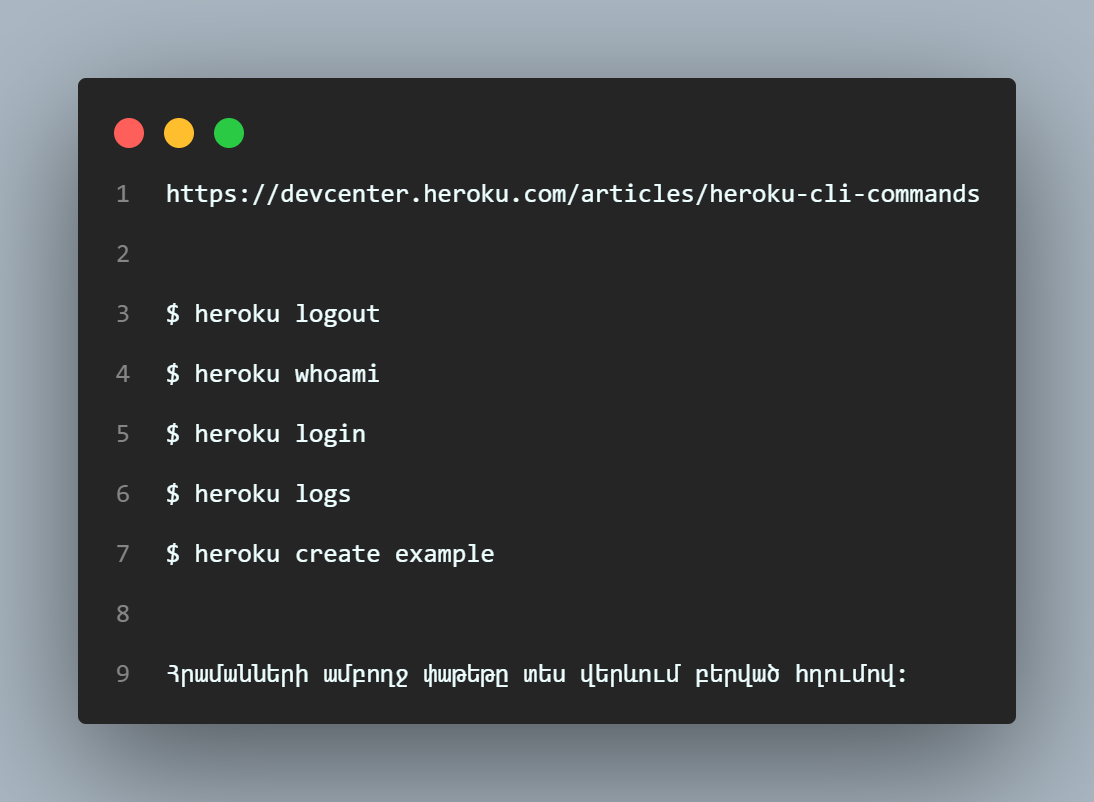 1 https://devcenter.heroku.com/articles/heroku-cli-commands
2
3 $ heroku logout
4 $ heroku whoami
5 $ heroku login
6 $ heroku logs
7 $ heroku create example
8
9 Հրամանների ամբողջ փաթեթը տես վերևում բերված հղումով: